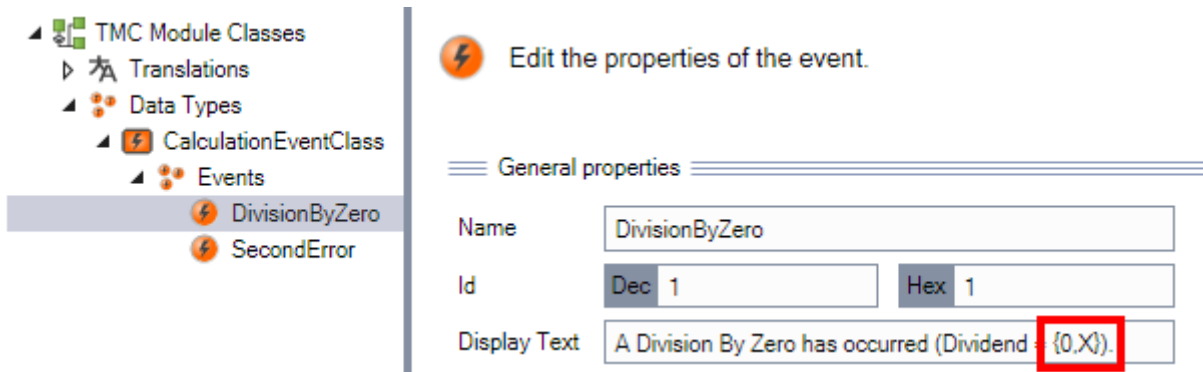 TMC Module Classes
Translations
Data Types
CalculationEventClass
Events
DivisionByZero
SecondError
Edit the properties of the event.
General properties
Name DivisionByZero
Id Dec 1 Hex 1
Display Text A Division By Zero has occurred (Dividend = {0,X}).